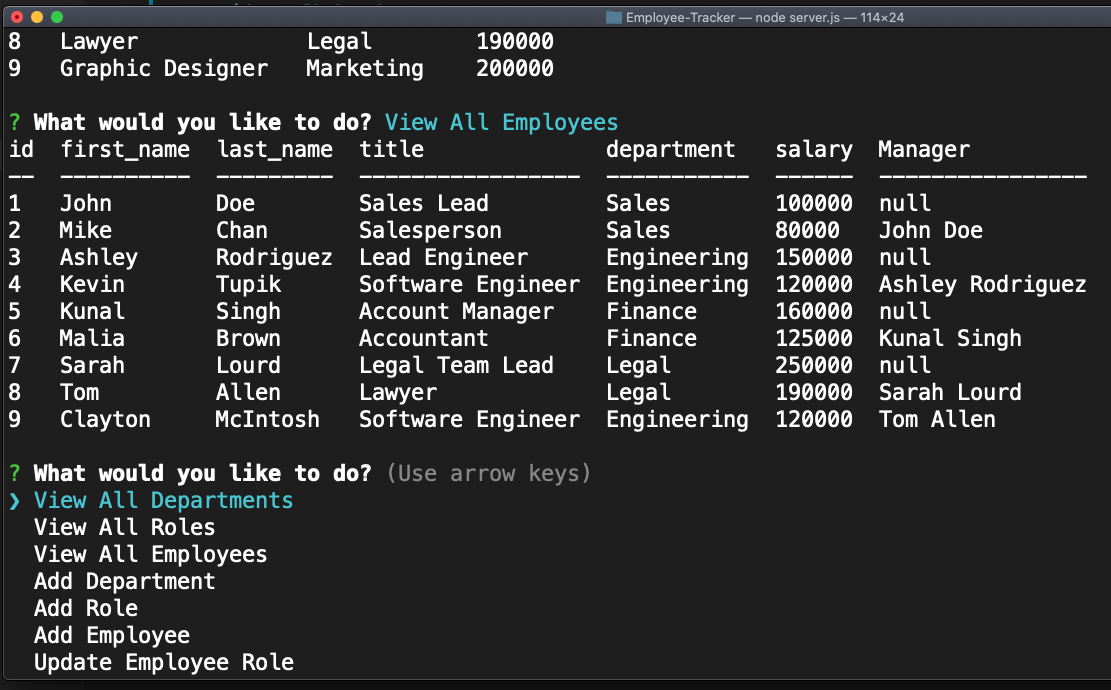 Employee-Tracker — node server.js — 114×24
8   Lawyer             Legal        190000
9   Graphic Designer   Marketing    200000
? What would you like to do? View All Employees
id  first_name  last_name  title              department   salary  Manager
--  ----------  ---------  -----------------  -----------  ------  ----------------
1   John        Doe        Sales Lead         Sales        100000  null
2   Mike        Chan       Salesperson        Sales        80000   John Doe
3   Ashley      Rodriguez  Lead Engineer      Engineering  150000  null
4   Kevin       Tupik      Software Engineer  Engineering  120000  Ashley Rodriguez
5   Kunal       Singh      Account Manager    Finance      160000  null
6   Malia       Brown      Accountant         Finance      125000  Kunal Singh
7   Sarah       Lourd      Legal Team Lead    Legal        250000  null
8   Tom         Allen      Lawyer             Legal        190000  Sarah Lourd
9   Clayton     McIntosh   Software Engineer  Engineering  120000  Tom Allen
? What would you like to do? (Use arrow keys)
❯ View All Departments
  View All Roles
  View All Employees
  Add Department
  Add Role
  Add Employee
  Update Employee Role